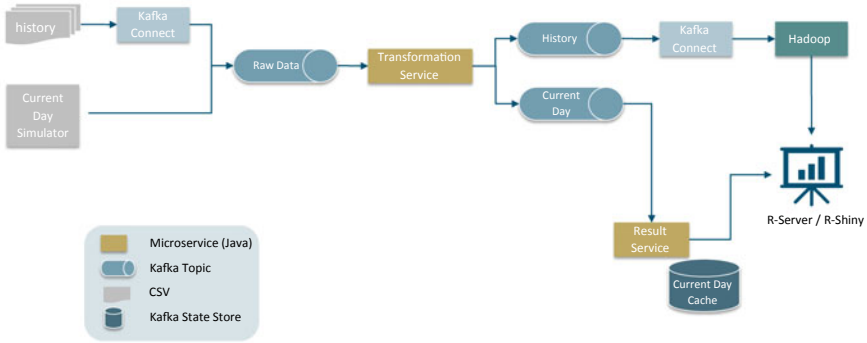 history
Kafka
Connect
Raw Data
Transformation
Service
History
Kafka
Connect
Hadoop
Current
Day
Simulator
Current
Day
R-Server / R-Shiny
Result
Service
Current Day
Cache
Microservice (Java)
Kafka Topic
CSV
Kafka State Store